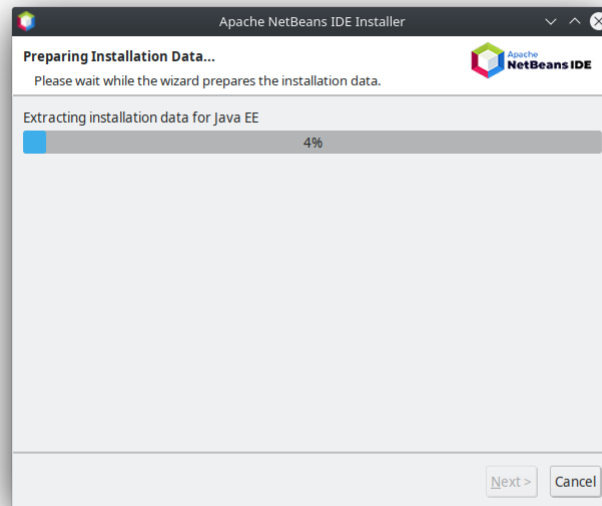 Apache NetBeans IDE Installer
Preparing Installation Data...
Apache
NetBeans IDE
Please wait while the wizard prepares the installation data.
Extracting installation data for Java EE
4%
Next >
Cancel